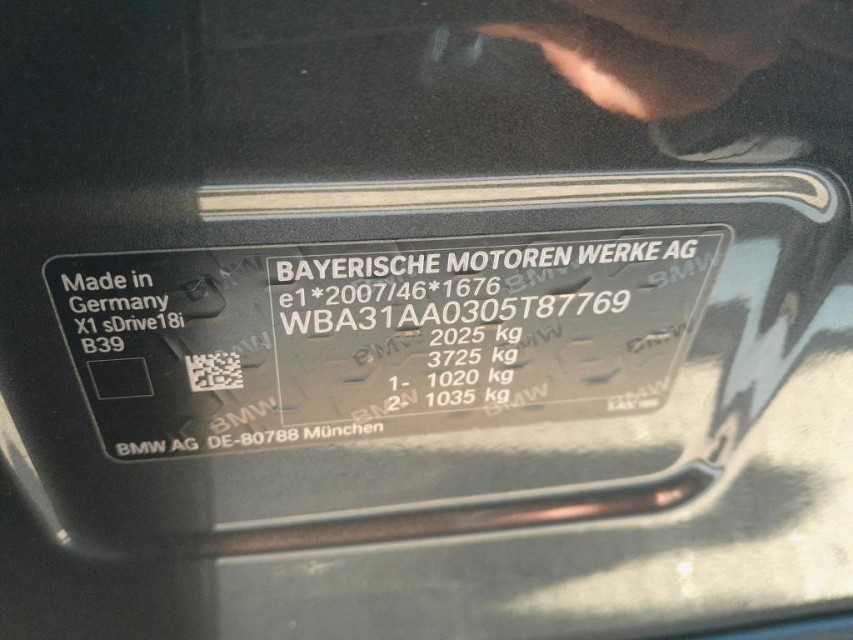 Made in
Germany
X1 sDrive18i
B39
BAYERISCHE MOTOREN WERKE AG
e1*2007/46*1676
WBA31AA0305T87769
2025 kg
3725 kg
1- 1020 kg
2- 1035 kg
BMW AG DE-80788 München